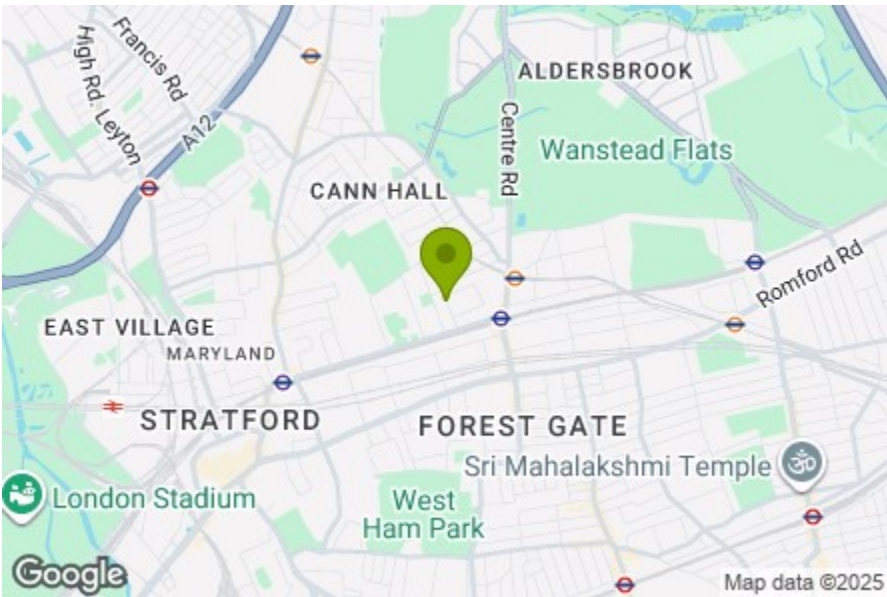 Francis Rd
High Rd. Leyton
A12
ALDERSBROOK
Centre Rd
Wanstead Flats
CANN HALL
Romford Rd
EAST VILLAGE
MARYLAND
STRATFORD
FOREST GATE
Sri Mahalakshmi Temple
London Stadium
West
Ham Park
Google
Map data ©2025